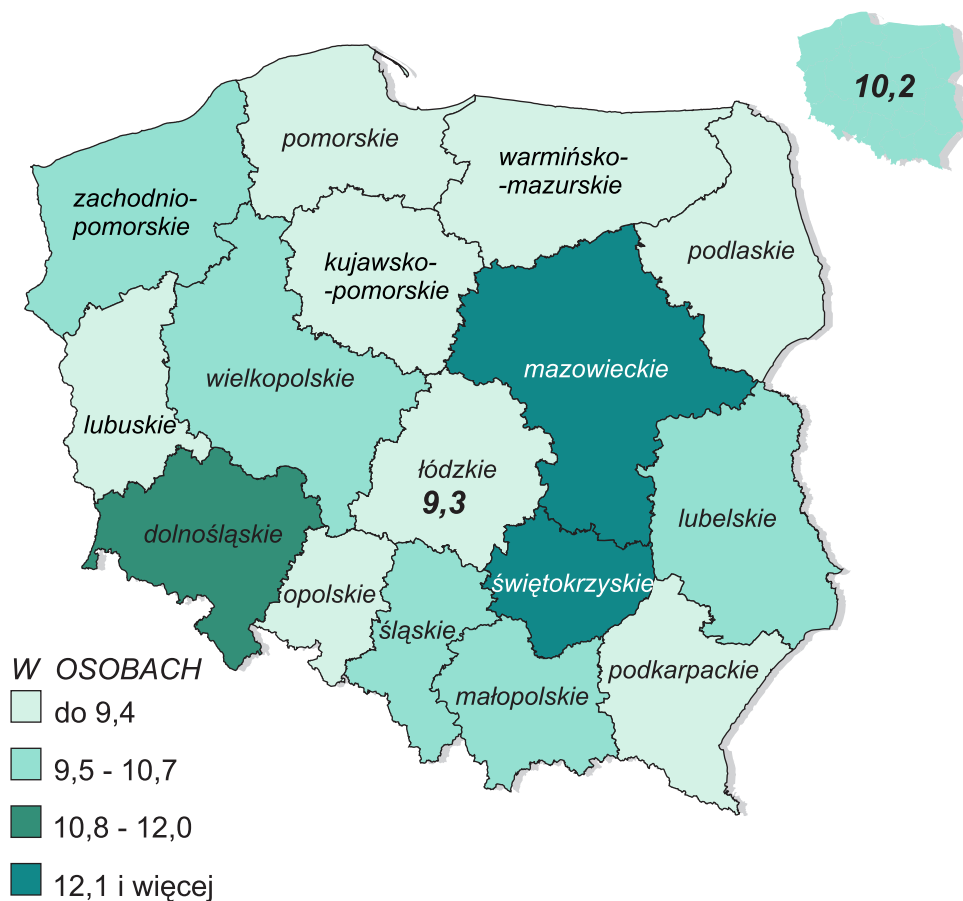 10,2
pomorskie
warmińsko-
-mazurskie
zachodnio-
pomorskie
podlaskie
kujawsko-
-pomorskie
mazowieckie
wielkopolskie
lubuskie
łódzkie
9,3
lubelskie
dolnośląskie
świętokrzyskie
opolskie
śląskie
podkarpackie
małopolskie
W OSOBACH
do 9,4
9,5 - 10,7
10,8 - 12,0
12,1 i więcej